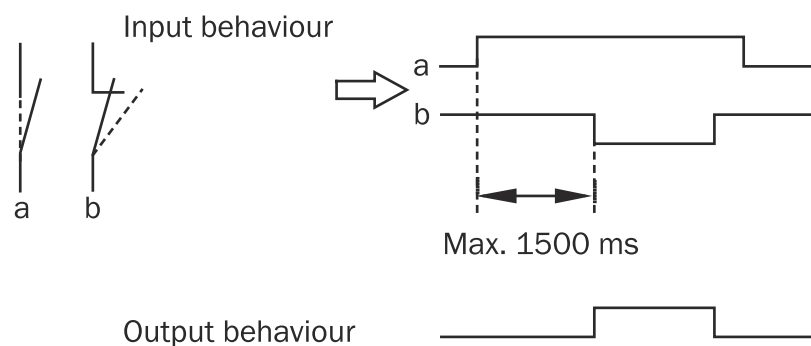 Input behaviour
a
b
a b
Max. 1500 ms
Output behaviour